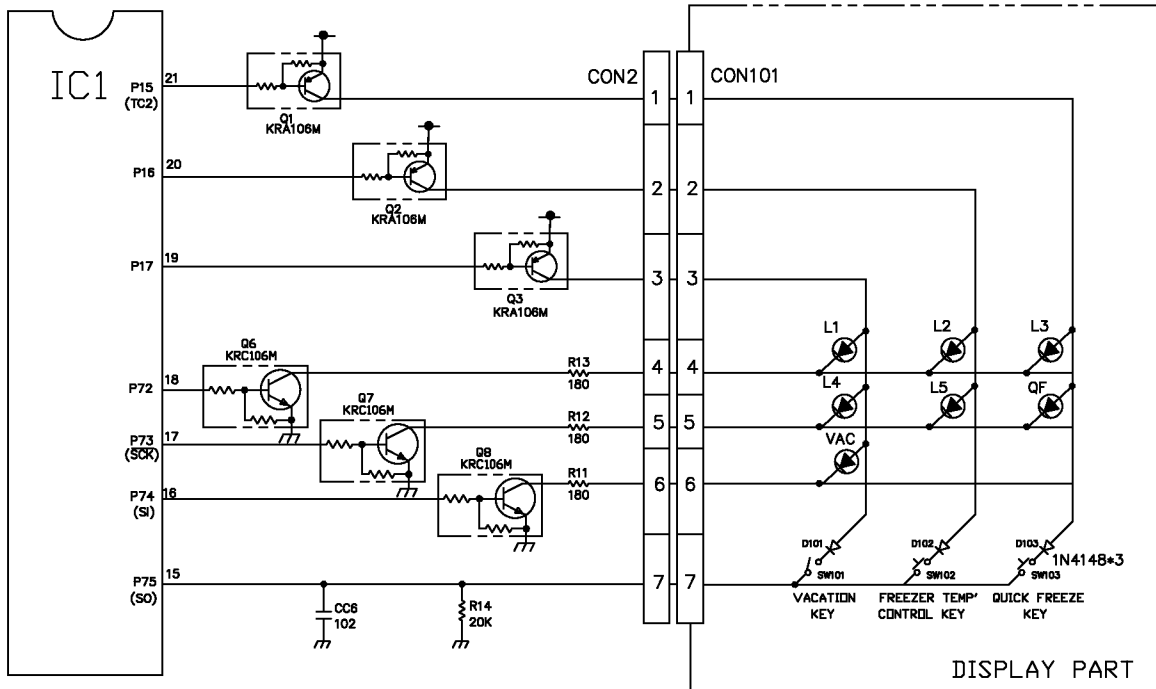 IC1
P15
(TC2)
21
Q1
KRA106M
CON2
CON101
1
1
P16
20
Q2
KRA106M
2
2
P17
19
Q3
KRA106M
3
3
L1
L2
L3
P72
18
Q6
KRC106M
R13
180
4
4
L4
L5
QF
P73
(SCK)
17
Q7
KRC106M
R12
180
5
5
VAC
P74
(SI)
16
Q8
KRC106M
R11
180
6
6
P75
(SO)
15
CC6
102
R14
20K
7
7
D101
D102
D103
1N4148*3
SW101
SW102
SW103
VACATION
KEY
FREEZER TEMP'
CONTROL KEY
QUICK FREEZE
KEY
DISPLAY PART